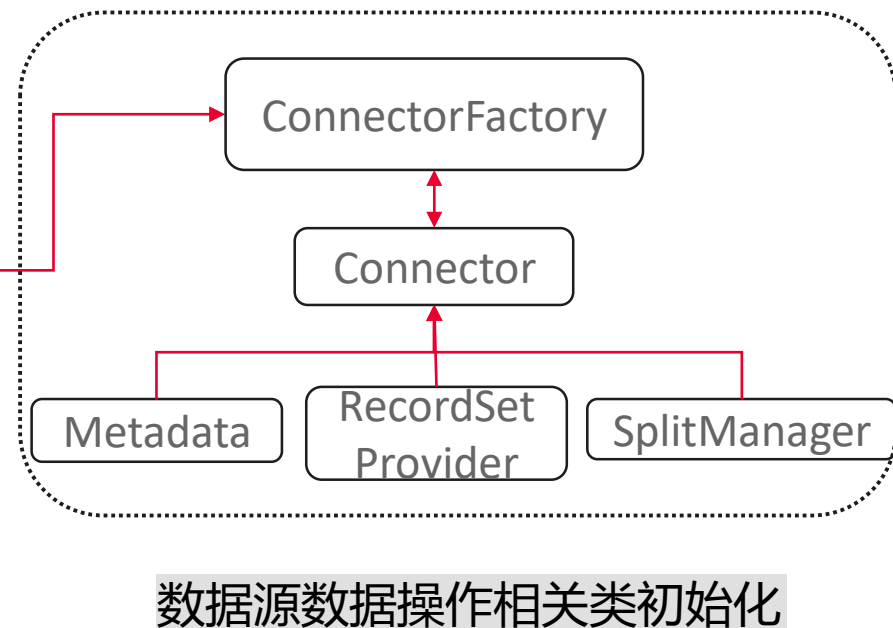 ConnectorFactory
Connector
Metadata
RecordSet
Provider
SplitManager
数据源数据操作相关类初始化